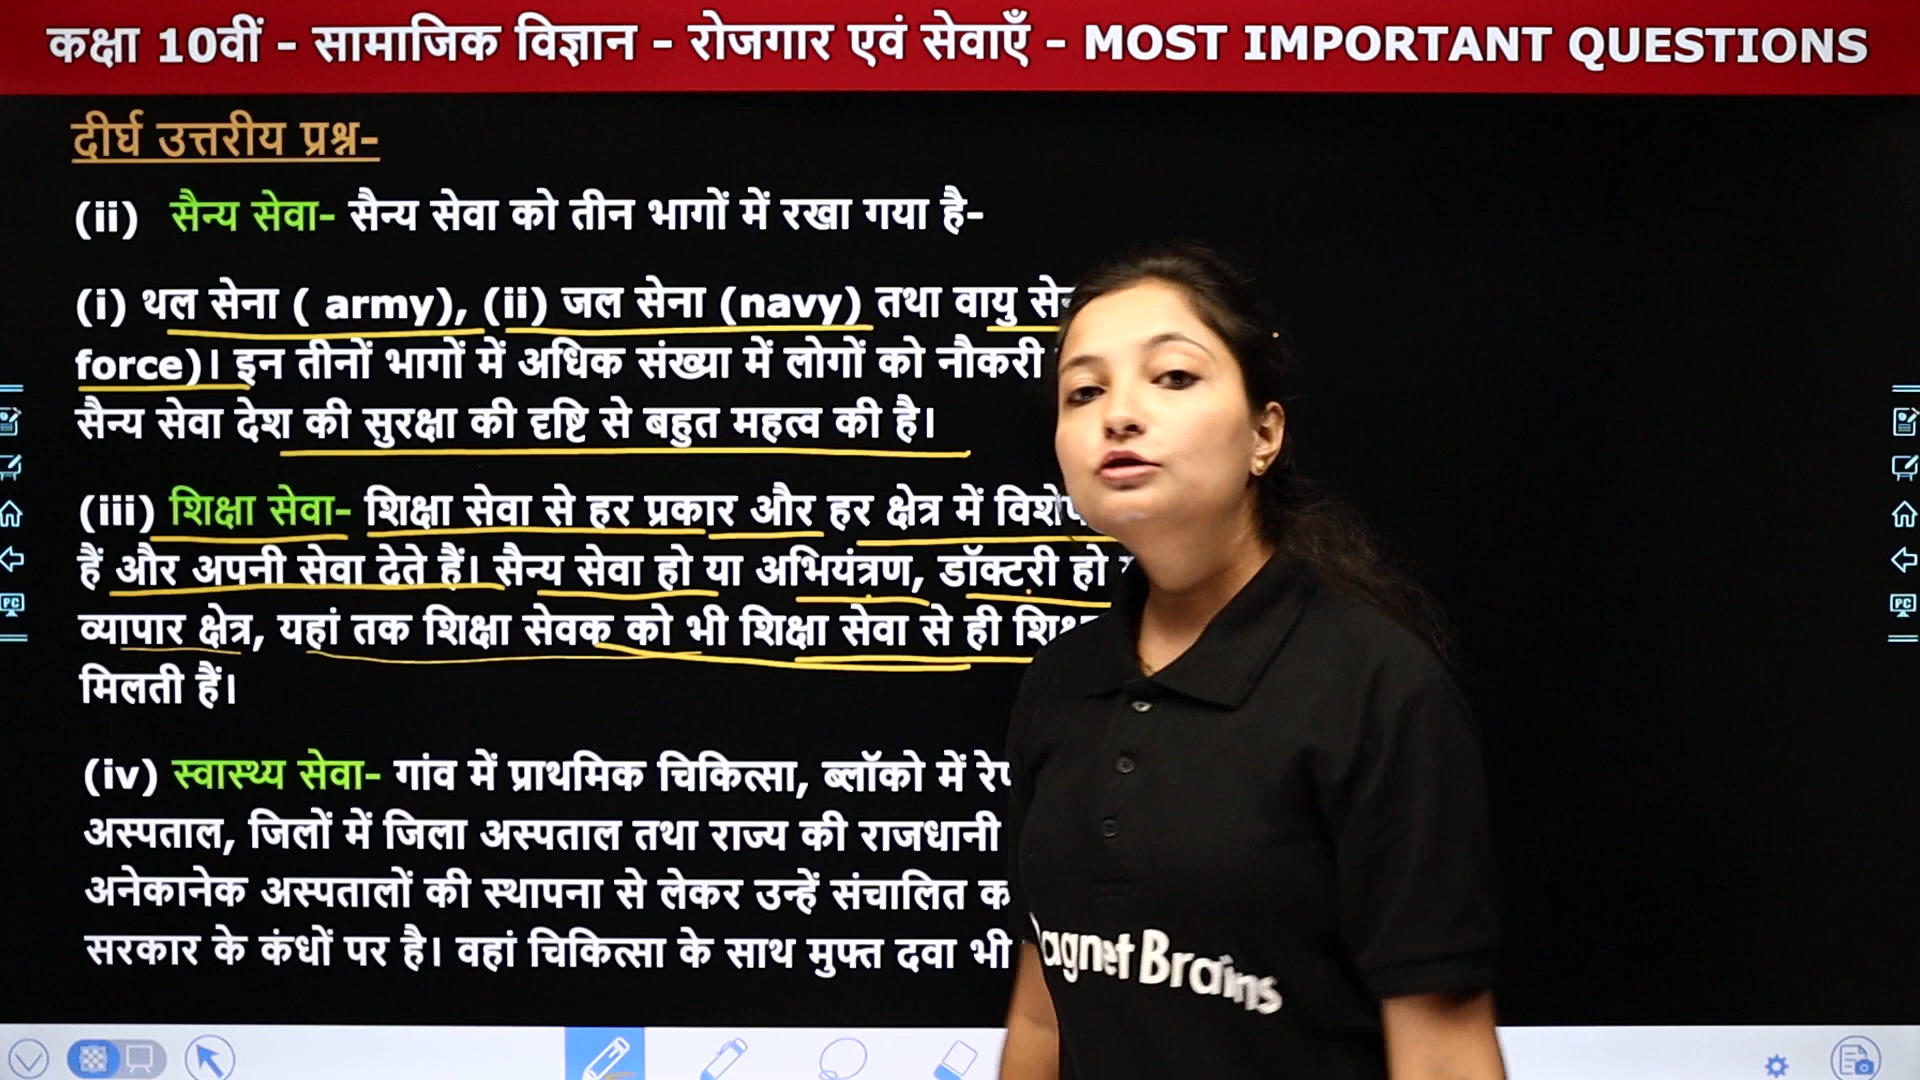 कक्षा 10वीं - सामाजिक विज्ञान - रोजगार एवं सेवाएँ - MOST IMPORTANT QUESTIONS
दीर्घ उत्तरीय प्रश्न-
(ii) सैन्य सेवा- सैन्य सेवा को तीन भागों में रखा गया है-
(i) थल सेना ( army), (ii) जल सेना (navy) तथा वायु
force)। इन तीनों भागों में अधिक संख्या में लोगों को नौकरी
सैन्य सेवा देश की सुरक्षा की दृष्टि से बहुत महत्व की है।
(iii) शिक्षा सेवा- शिक्षा सेवा से हर प्रकार और हर क्षेत्र में
हैं और अपनी सेवा देते हैं। सैन्य सेवा हो या अभियंत्रण, डॉक्टरी हो
व्यापार क्षेत्र, यहां तक शिक्षा सेवक को भी शिक्षा सेवा से ही
मिलती हैं।
(iv) स्वास्थ्य सेवा- गांव में प्राथमिक चिकित्सा, ब्लॉको में
अस्पताल, जिलों में जिला अस्पताल तथा राज्य की राजधानी
अनेकानेक अस्पतालों की स्थापना से लेकर उन्हें संचालित
सरकार के कंधों पर है। वहां चिकित्सा के साथ मुफ्त दवा भी
agnet Brains
PC
PC